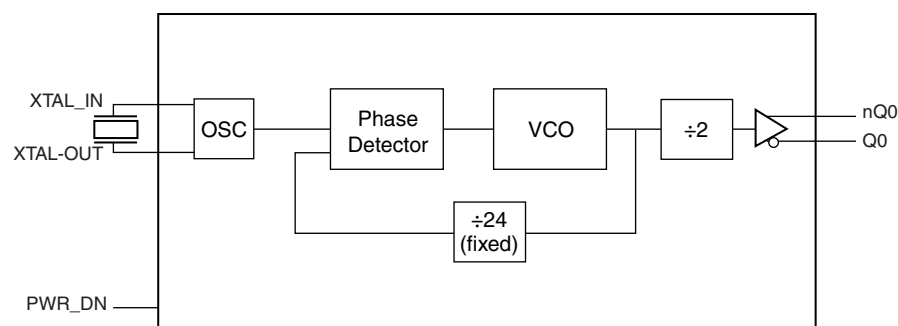 XTAL_IN
XTAL-OUT
OSC
Phase
Detector
VCO
÷2
nQ0
Q0
÷24
(fixed)
PWR_DN